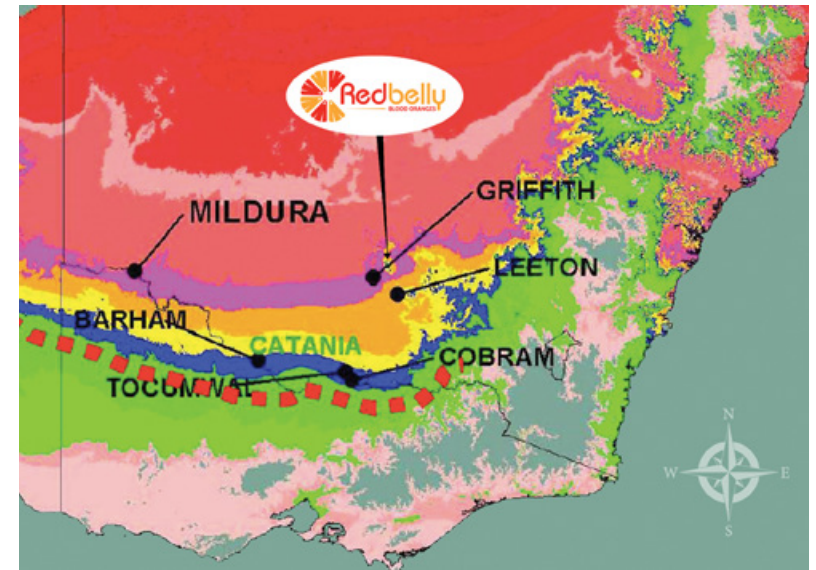 Redbelly
BLOOD ORANGES
GRIFFITH
MILDURA
LEETON
BARHAM
CATANIA
COBRAM
TOCUMWAL
N
W E
S